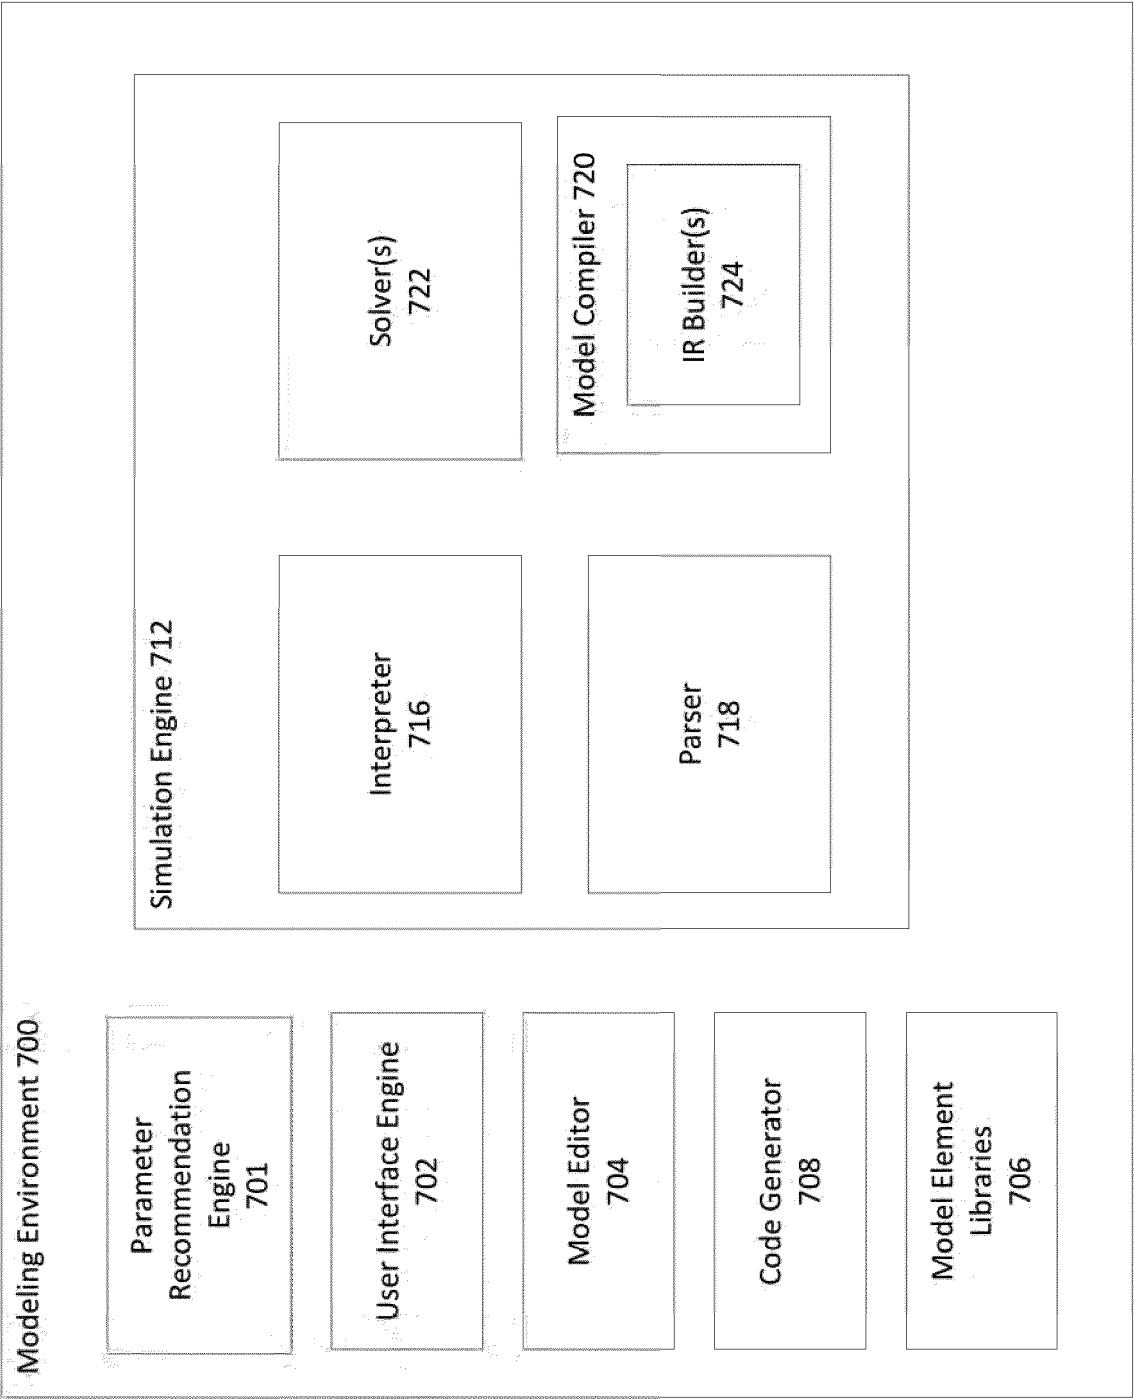 Modeling Environment 700
Parameter
Recommendation
Engine
701
User Interface Engine
702
Model Editor
704
Code Generator
708
Model Element
Libraries
706
Simulation Engine 712
Interpreter
716
Parser
718
Solver(s)
722
Model Compiler 720
IR Builder(s)
724